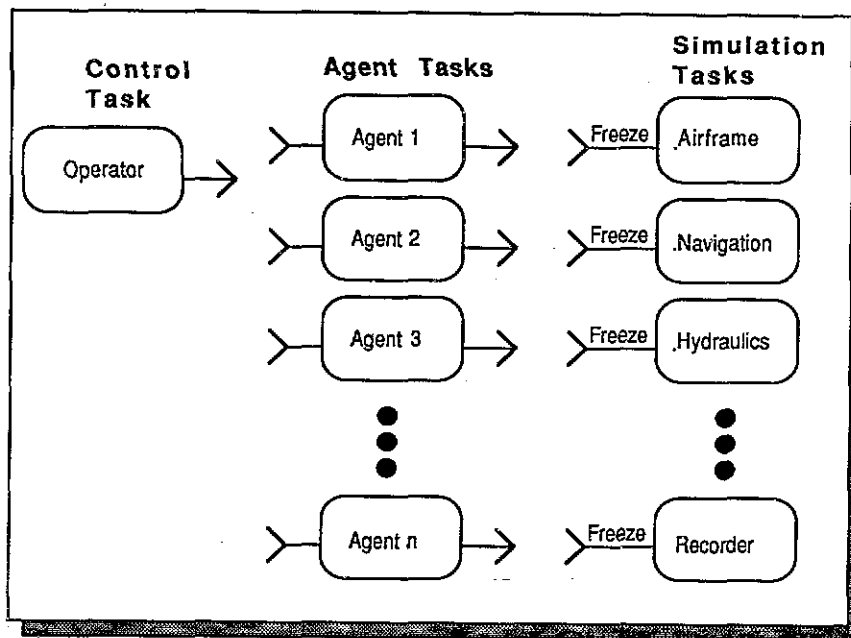 Control
Task
Agent Tasks
Simulation
Tasks
Operator
Agent 1
Freeze
.Airframe
Agent 2
Freeze
.Navigation
Agent 3
Freeze
.Hydraulics
Agent n
Freeze
Recorder